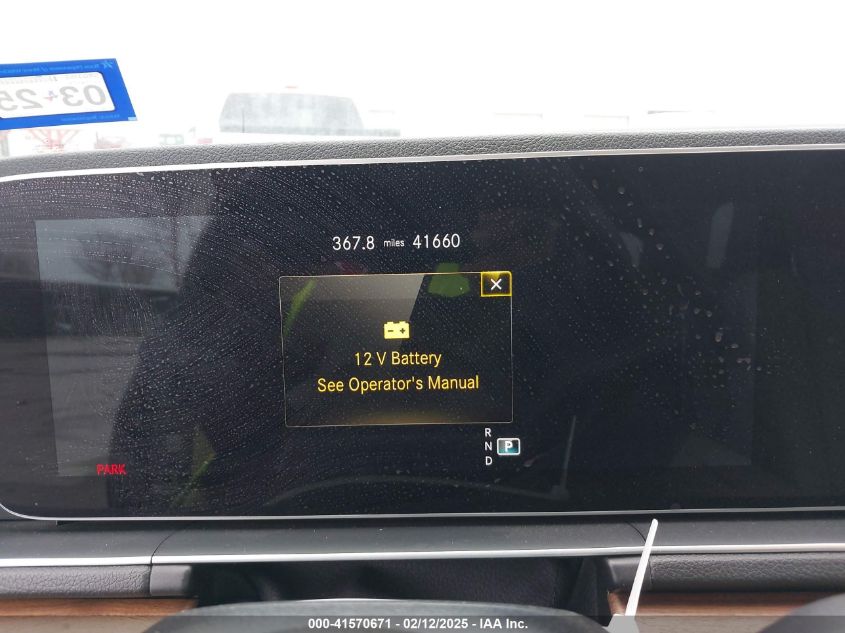 03 25
367.8 miles 41660
12 V Battery
See Operator's Manual
R
N P
D
PARK
000-41570671 - 02/12/2025 - IAA Inc.